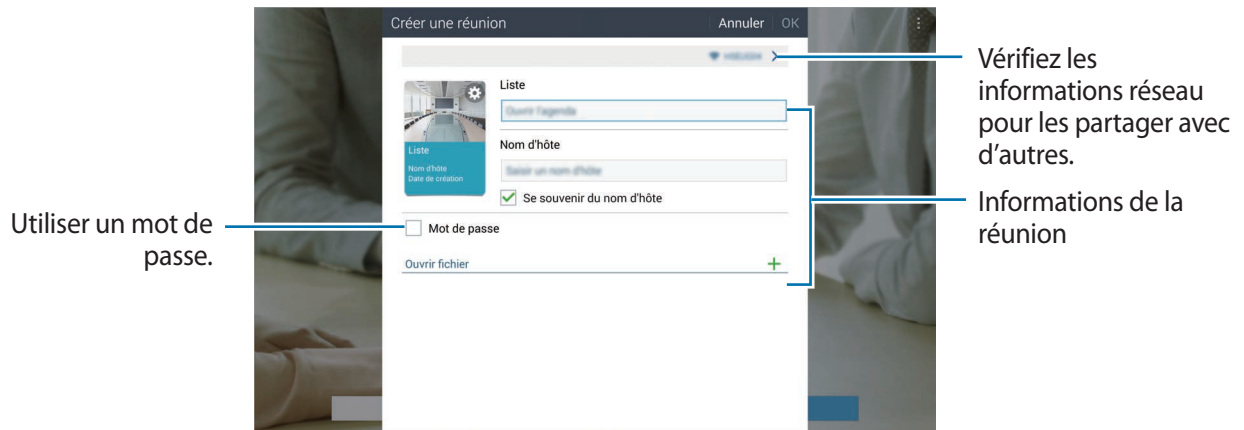 Créer une réunion
Annuler
OK
Liste
Ouvrir l'agenda
Nom d'hôte
Saisir un nom d'hôte
Se souvenir du nom d'hôte
Liste
Nom d'hôte
Date de création
Mot de passe
Ouvrir fichier
Utiliser un mot de
passe.
Vérifiez les
informations réseau
pour les partager avec
d’autres.
Informations de la
réunion